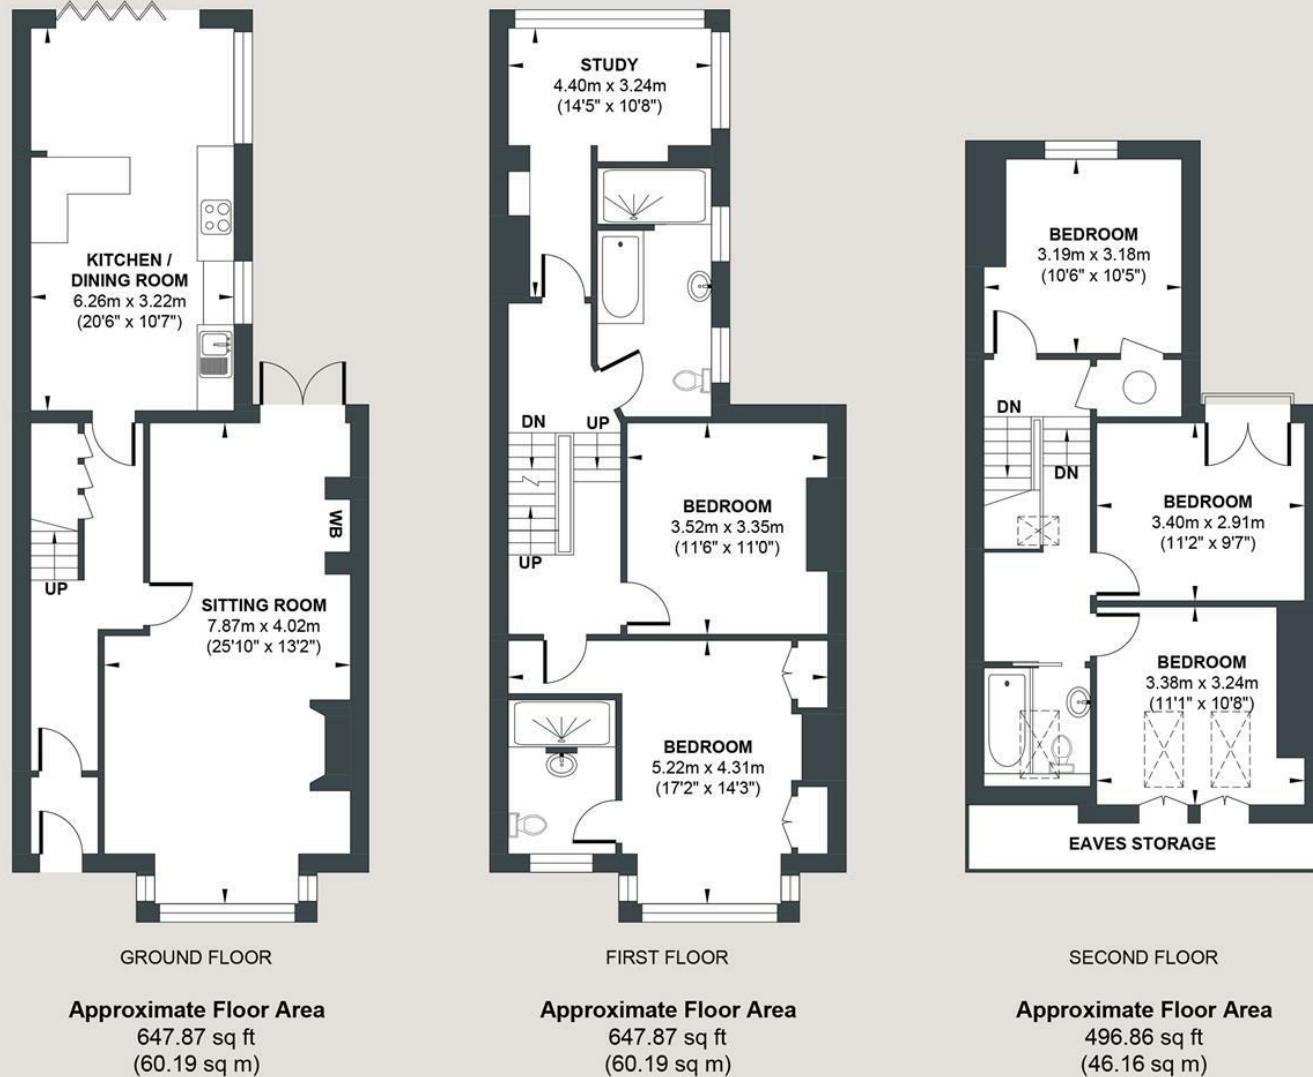 KITCHEN /
DINING ROOM
6.26m x 3.22m
(20'6" x 10'7")
UP
WB
SITTING ROOM
7.87m x 4.02m
(25'10" x 13'2")
GROUND FLOOR
Approximate Floor Area
647.87 sq ft
(60.19 sq m)
STUDY
4.40m x 3.24m
(14'5" x 10'8")
DN
UP
UP
BEDROOM
3.52m x 3.35m
(11'6" x 11'0")
BEDROOM
5.22m x 4.31m
(17'2" x 14'3")
FIRST FLOOR
Approximate Floor Area
647.87 sq ft
(60.19 sq m)
BEDROOM
3.19m x 3.18m
(10'6" x 10'5")
DN
DN
BEDROOM
3.40m x 2.91m
(11'2" x 9'7")
BEDROOM
3.38m x 3.24m
(11'1" x 10'8")
EAVES STORAGE
SECOND FLOOR
Approximate Floor Area
496.86 sq ft
(46.16 sq m)